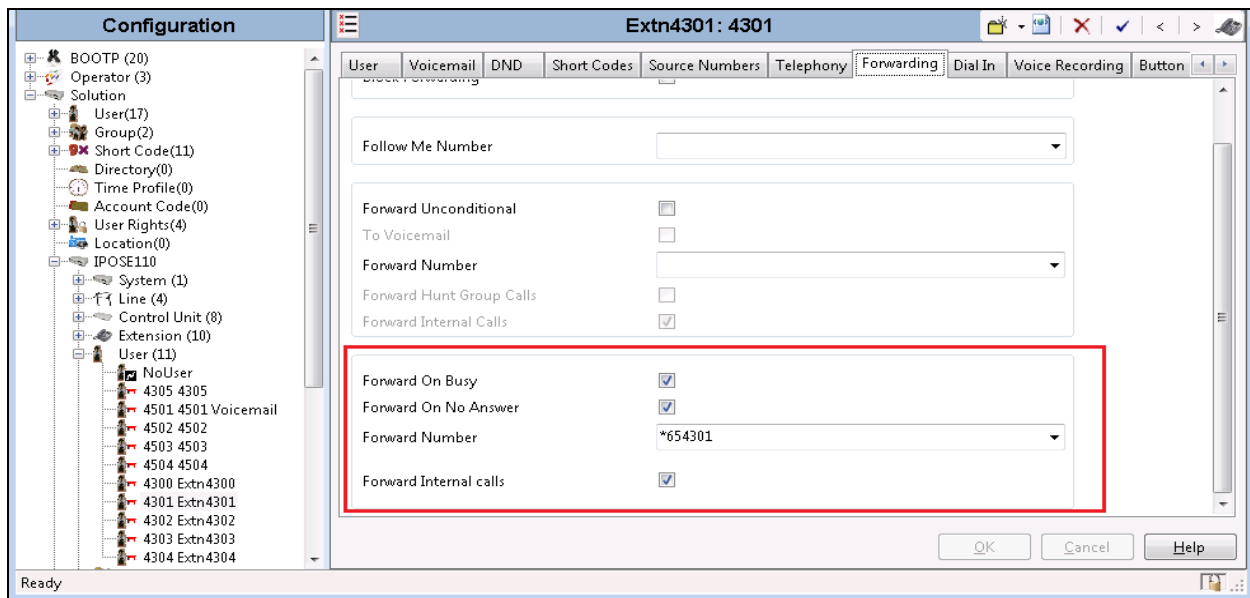 Configuration
BOOTP (20)
Operator (3)
Solution
User(17)
Group(2)
Short Code(11)
Directory(0)
Time Profile(0)
Account Code(0)
User Rights(4)
Location(0)
IPOSE110
System (1)
Line (4)
Control Unit (8)
Extension (10)
User (11)
NoUser
4305 4305
4501 4501 Voicemail
4502 4502
4503 4503
4504 4504
4300 Extn4300
4301 Extn4301
4302 Extn4302
4303 Extn4303
4304 Extn4304
Extn4301: 4301
User Voicemail DND Short Codes Source Numbers Telephony Forwarding Dial In Voice Recording Button
Block Forwarding
Follow Me Number
Forward Unconditional
To Voicemail
Forward Number
Forward Hunt Group Calls
Forward Internal Calls
Forward On Busy
Forward On No Answer
Forward Number *654301
Forward Internal calls
OK Cancel Help
Ready